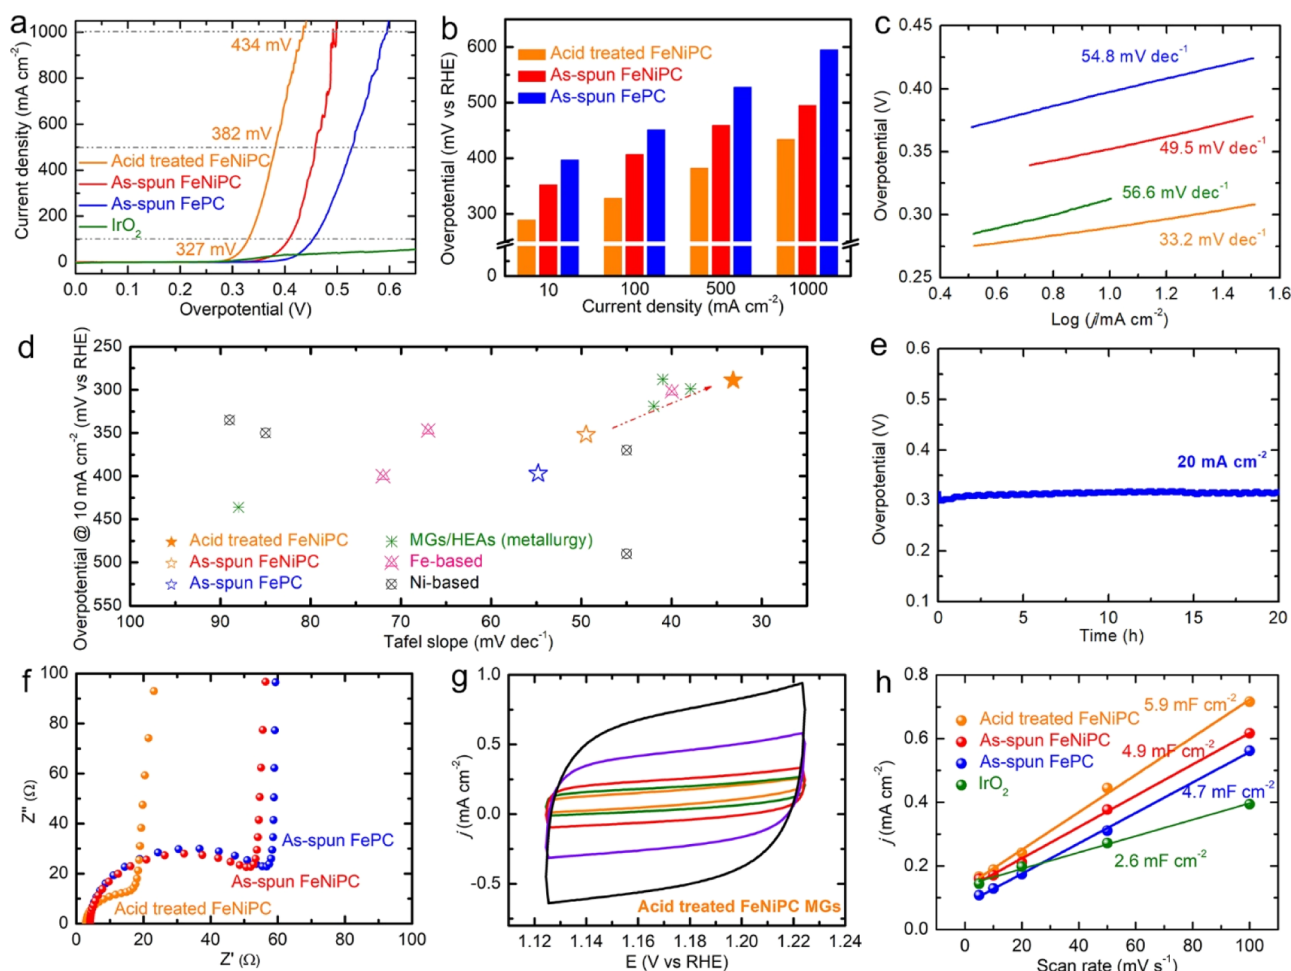 a
1000
800
600
400
200
0
Current density (mA cm-2)
434 mV
382 mV
327 mV
Acid treated FeNiPC
As-spun FeNiPC
As-spun FePC
IrO2
0.0 0.1 0.2 0.3 0.4 0.5 0.6
Overpotential (V)
b
600
500
400
300
0
Overpotential (mV vs RHE)
Acid treated FeNiPC
As-spun FeNiPC
As-spun FePC
10 100 500 1000
Current density (mA cm-2)
c
0.45
0.40
0.35
0.30
0.25
Overpotential (V)
54.8 mV dec-1
49.5 mV dec-1
56.6 mV dec-1
33.2 mV dec-1
0.4 0.6 0.8 1.0 1.2 1.4 1.6
Log (j/mA cm-2)
d
250
300
350
400
450
500
550
Overpotential @ 10 mA cm-2 (mV vs RHE)
Acid treated FeNiPC
As-spun FeNiPC
As-spun FePC
MGs/HEAs (metallurgy)
Fe-based
Ni-based
100 90 80 70 60 50 40 30
Tafel slope (mV dec-1)
e
0.6
0.5
0.4
0.3
0.2
0.1
Overpotential (V)
20 mA cm-2
0 5 10 15 20
Time (h)
f
100
80
60
40
20
0
Z'' (Ω)
As-spun FePC
As-spun FeNiPC
Acid treated FeNiPC
0 20 40 60 80 100
Z' (Ω)
g
1.0
0.5
0.0
-0.5
j (mA cm-2)
Acid treated FeNiPC MGs
1.12 1.14 1.16 1.18 1.20 1.22 1.24
E (V vs RHE)
h
0.8
0.6
0.4
0.2
0.0
j (mA cm-2)
Acid treated FeNiPC
As-spun FeNiPC
As-spun FePC
IrO2
5.9 mF cm-2
4.9 mF cm-2
4.7 mF cm-2
2.6 mF cm-2
0 20 40 60 80 100
Scan rate (mV s-1)